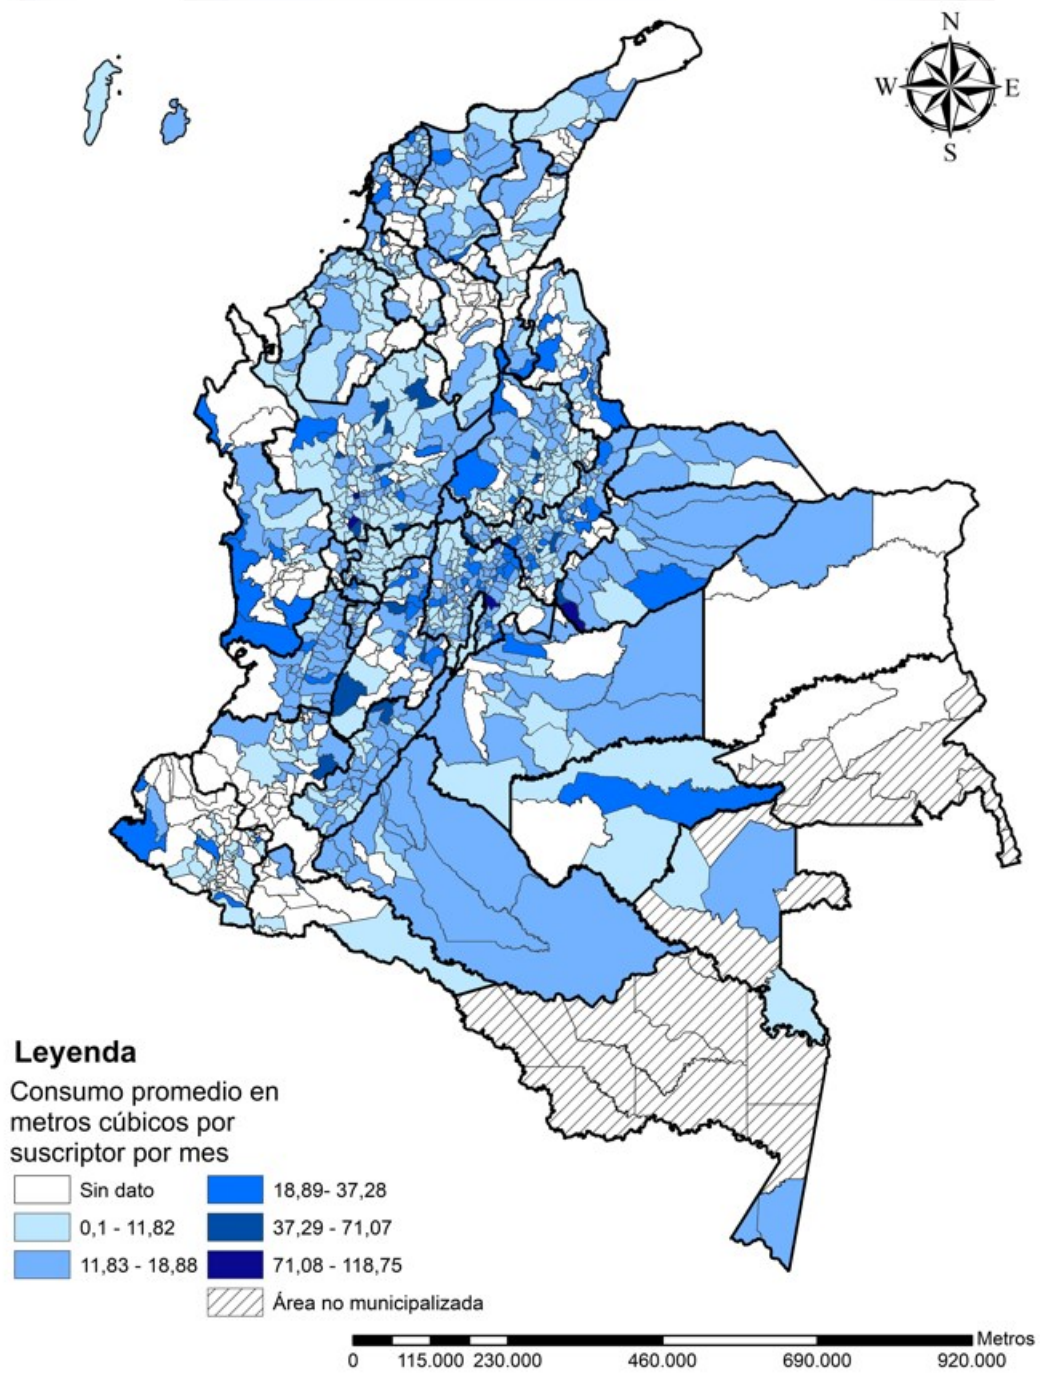 N
W E
S
Leyenda
Consumo promedio en
metros cúbicos por
suscriptor por mes
Sin dato
18,89- 37,28
0,1 - 11,82
37,29 - 71,07
11,83 - 18,88
71,08 - 118,75
Área no municipalizada
Metros
0 115.000 230.000 460.000 690.000 920.000